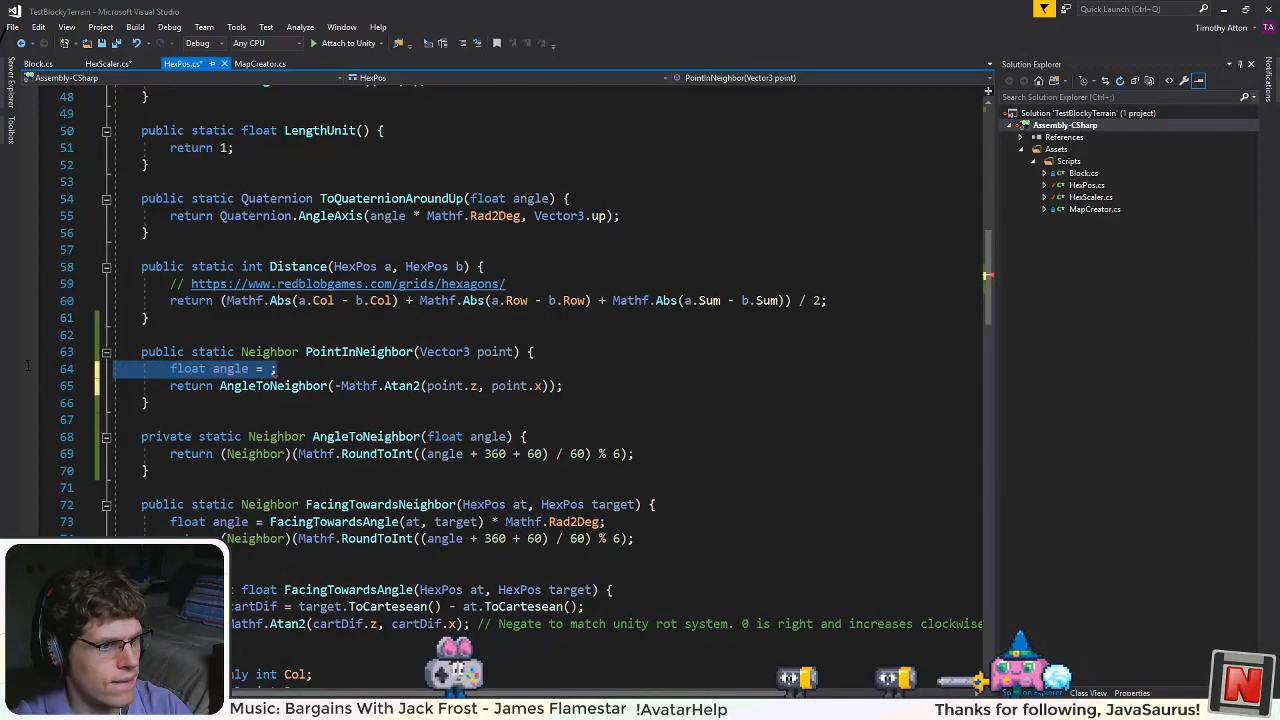 TestBlockyTerrain - Microsoft Visual Studio
Quick Launch (Ctrl+Q)
File Edit View Project Build Debug Team Tools Test Analyze Window Help
Timothy Atton TA
Debug Any CPU Attach to Unity
Block.cs HexScaler.cs* HexPos.cs* MapCreator.cs
Assembly-CSharp HexPos PointInNeighbor(Vector3 point)
Server Explorer
Toolbox
48 }
49
50 public static float LengthUnit() {
51 return 1;
52 }
53
54 public static Quaternion ToQuaternionAroundUp(float angle) {
55 return Quaternion.AngleAxis(angle * Mathf.Rad2Deg, Vector3.up);
56 }
57
58 public static int Distance(HexPos a, HexPos b) {
59 // https://www.redblobgames.com/grids/hexagons/
60 return (Mathf.Abs(a.Col - b.Col) + Mathf.Abs(a.Row - b.Row) + Mathf.Abs(a.Sum - b.Sum)) / 2;
61 }
62
63 public static Neighbor PointInNeighbor(Vector3 point) {
64 float angle = ;
65 return AngleToNeighbor(-Mathf.Atan2(point.z, point.x));
66 }
67
68 private static Neighbor AngleToNeighbor(float angle) {
69 return (Neighbor)(Mathf.RoundToInt((angle + 360 + 60) / 60) % 6);
70 }
71
72 public static Neighbor FacingTowardsNeighbor(HexPos at, HexPos target) {
73 float angle = FacingTowardsAngle(at, target) * Mathf.Rad2Deg;
(Neighbor)(Mathf.RoundToInt((angle + 360 + 60) / 60) % 6);
float FacingTowardsAngle(HexPos at, HexPos target) {
cartDif = target.ToCartesean() - at.ToCartesean();
Mathf.Atan2(cartDif.z, cartDif.x); // Negate to match unity rot system. 0 is right and increases clockwise
int Col;
Solution Explorer
Search Solution Explorer (Ctrl+;)
Solution 'TestBlockyTerrain' (1 project)
Assembly-CSharp
References
Assets
Scripts
Block.cs
HexPos.cs
HexScaler.cs
MapCreator.cs
Notifications
Class View Properties
Music: Bargains With Jack Frost - James Flamestar !AvatarHelp Thanks for following, JavaSaurus!
N